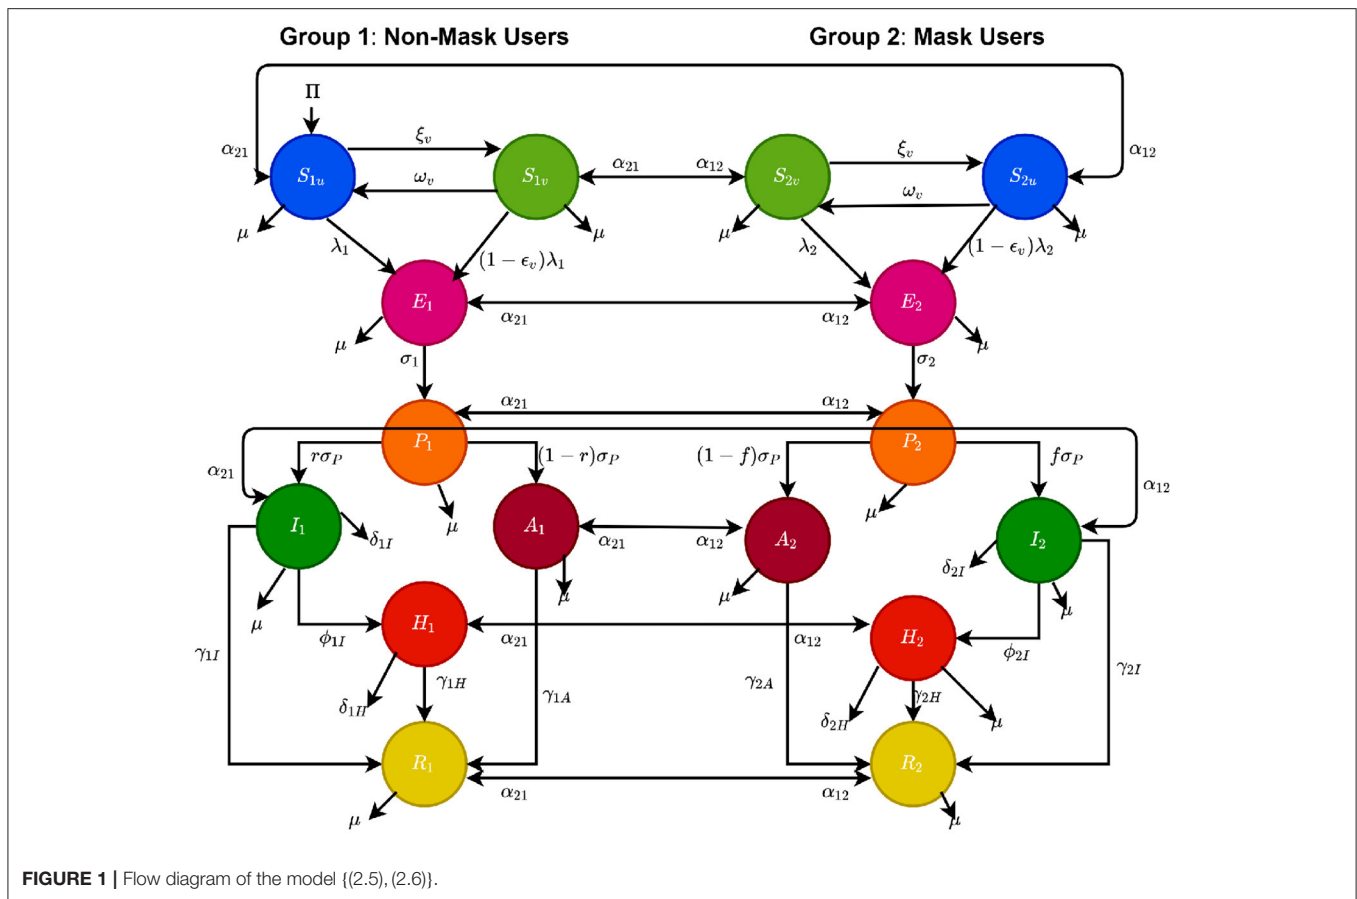 Group 1: Non-Mask Users
Group 2: Mask Users
Π
α₂₁
ξᵥ
S₁ᵤ
S₁ᵥ
ωᵥ
α₂₁
α₁₂
ξᵥ
S₂ᵥ
S₂ᵤ
ωᵥ
α₁₂
μ
λ₁
(1 − ϵᵥ)λ₁
μ
μ
λ₂
(1 − ϵᵥ)λ₂
μ
E₁
α₂₁
α₁₂
E₂
μ
σ₁
σ₂
μ
α₂₁
α₁₂
P₁
P₂
α₂₁
rσ_P
(1 − r)σ_P
(1 − f)σ_P
fσ_P
α₁₂
μ
μ
I₁
δ₁I
A₁
α₂₁
α₁₂
A₂
I₂
δ₂I
μ
μ
μ
μ
ϕ₁I
H₁
α₂₁
α₁₂
H₂
ϕ₂I
γ₁I
γ₁H
γ₁A
γ₂A
γ₂H
γ₂I
δ₁H
δ₂H
μ
R₁
R₂
α₂₁
α₁₂
μ
μ
FIGURE 1 | Flow diagram of the model {(2.5), (2.6)}.